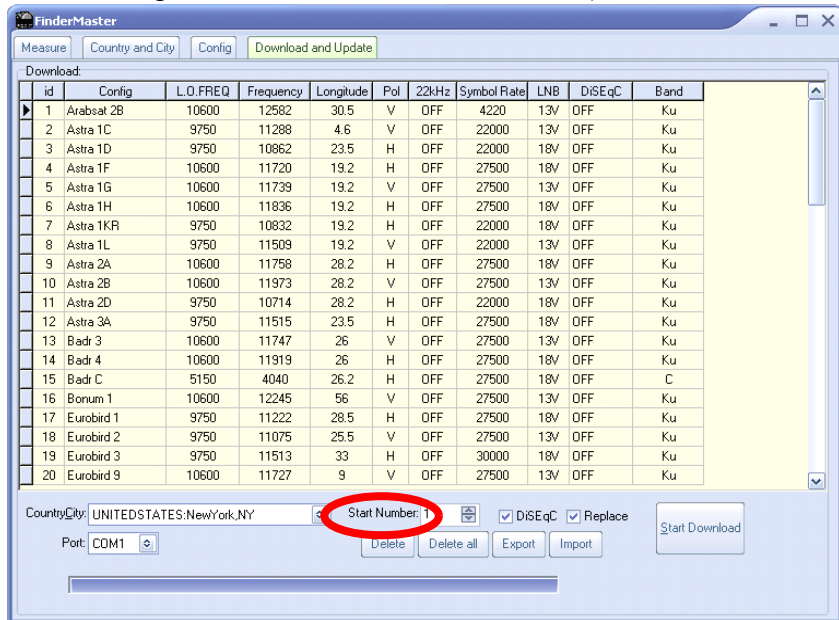 FinderMaster
Measure Country and City Config Download and Update
Download:
id Config L.O.FREQ Frequency Longitude Pol 22kHz Symbol Rate LNB DiSEqC Band
1 Arabsat 2B 10600 12582 30.5 V OFF 4220 13V OFF Ku
2 Astra 1C 9750 11288 4.6 V OFF 22000 13V OFF Ku
3 Astra 1D 9750 10862 23.5 H OFF 22000 18V OFF Ku
4 Astra 1F 10600 11720 19.2 H OFF 27500 18V OFF Ku
5 Astra 1G 10600 11739 19.2 V OFF 27500 13V OFF Ku
6 Astra 1H 10600 11836 19.2 H OFF 27500 18V OFF Ku
7 Astra 1KR 9750 10832 19.2 H OFF 22000 18V OFF Ku
8 Astra 1L 9750 11509 19.2 V OFF 22000 13V OFF Ku
9 Astra 2A 10600 11758 28.2 H OFF 27500 18V OFF Ku
10 Astra 2B 10600 11973 28.2 V OFF 27500 13V OFF Ku
11 Astra 2D 9750 10714 28.2 H OFF 22000 18V OFF Ku
12 Astra 3A 9750 11515 23.5 H OFF 27500 18V OFF Ku
13 Badr 3 10600 11747 26 V OFF 27500 13V OFF Ku
14 Badr 4 10600 11919 26 H OFF 27500 18V OFF Ku
15 Badr C 5150 4040 26.2 H OFF 27500 18V OFF C
16 Bonum 1 10600 12245 56 V OFF 27500 13V OFF Ku
17 Eurobird 1 9750 11222 28.5 H OFF 27500 18V OFF Ku
18 Eurobird 2 9750 11075 25.5 V OFF 27500 13V OFF Ku
19 Eurobird 3 9750 11513 33 H OFF 30000 18V OFF Ku
20 Eurobird 9 10600 11727 9 V OFF 27500 13V OFF Ku
CountryCity: UNITEDSTATES:NewYork,NY Start Number: 1 DiSEqC Replace Start Download
Port: COM1 Delete Delete all Export Import